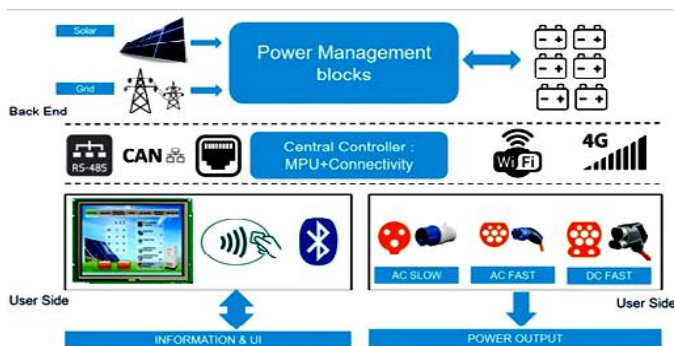 Solar
Grid
Power Management
blocks
Back End
RS-485
CAN
Central Controller :
MPU+Connectivity
WiFi
4G
AC SLOW
AC FAST
DC FAST
User Side
User Side
INFORMATION & UI
POWER OUTPUT